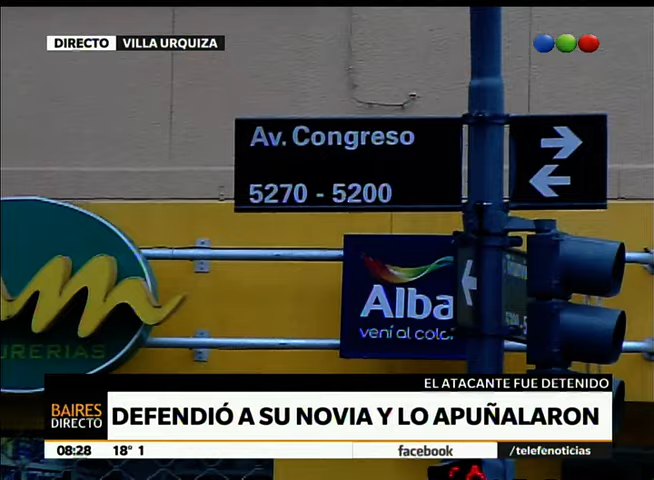 DIRECTO VILLA URQUIZA
Av. Congreso
5270 - 5200
Alba
vení al color
URERIAS
EL ATACANTE FUE DETENIDO
BAIRES DIRECTO
DEFENDIÓ A SU NOVIA Y LO APUÑALARON
08:28 18° 1 facebook /telefenoticias